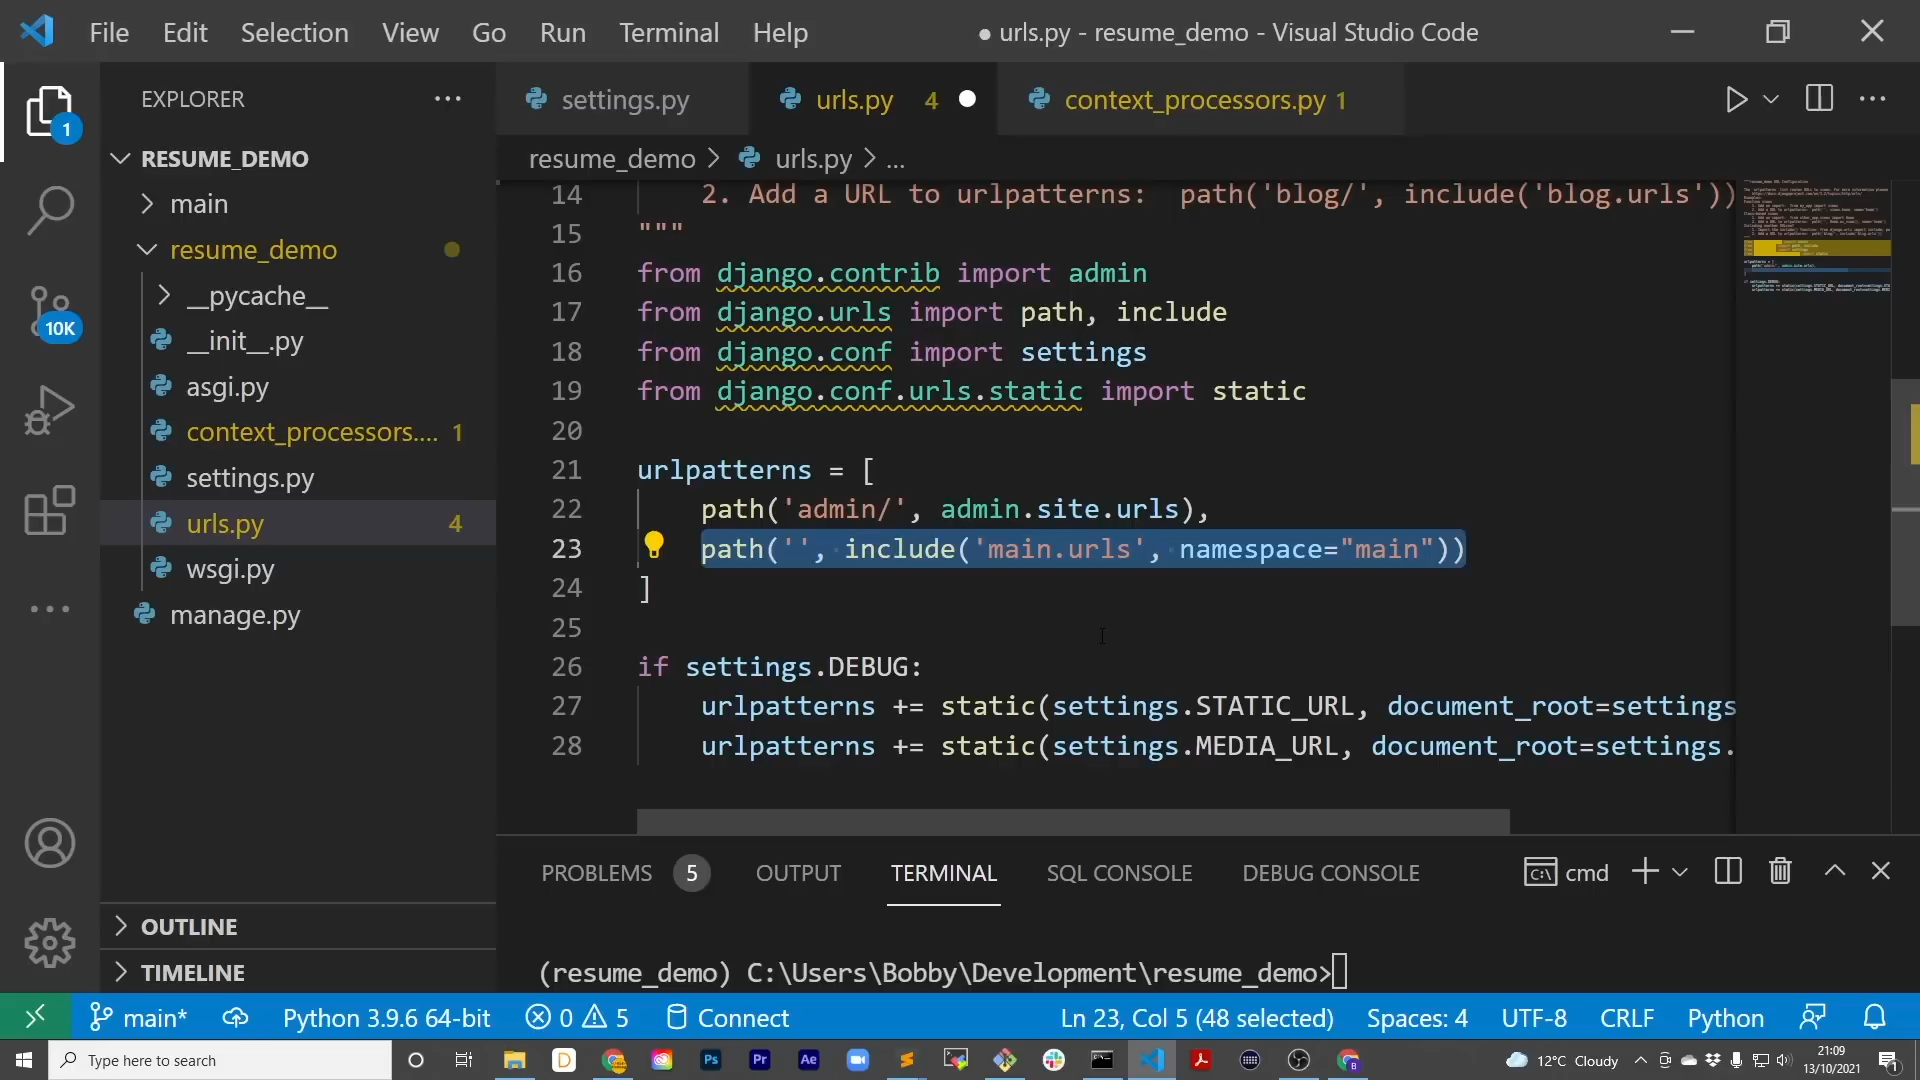 File Edit Selection View Go Run Terminal Help
● urls.py - resume_demo - Visual Studio Code
EXPLORER
settings.py
urls.py 4
context_processors.py 1
RESUME_DEMO
main
resume_demo
__pycache__
__init__.py
asgi.py
context_processors.... 1
settings.py
urls.py 4
wsgi.py
manage.py
OUTLINE
TIMELINE
1
10K
resume_demo > urls.py > ...
14 2. Add a URL to urlpatterns:  path('blog/', include('blog.urls'))
15 """
16 from django.contrib import admin
17 from django.urls import path, include
18 from django.conf import settings
19 from django.conf.urls.static import static
20
21 urlpatterns = [
22 path('admin/', admin.site.urls),
23 path('', include('main.urls', namespace="main"))
24 ]
25
26 if settings.DEBUG:
27 urlpatterns += static(settings.STATIC_URL, document_root=settings
28 urlpatterns += static(settings.MEDIA_URL, document_root=settings.
PROBLEMS 5 OUTPUT TERMINAL SQL CONSOLE DEBUG CONSOLE
cmd
(resume_demo) C:\Users\Bobby\Development\resume_demo>
main* Python 3.9.6 64-bit 0 5 Connect
Ln 23, Col 5 (48 selected) Spaces: 4 UTF-8 CRLF Python
Type here to search
D
Ps
Pr
Ae
12°C Cloudy
21:09
13/10/2021
1